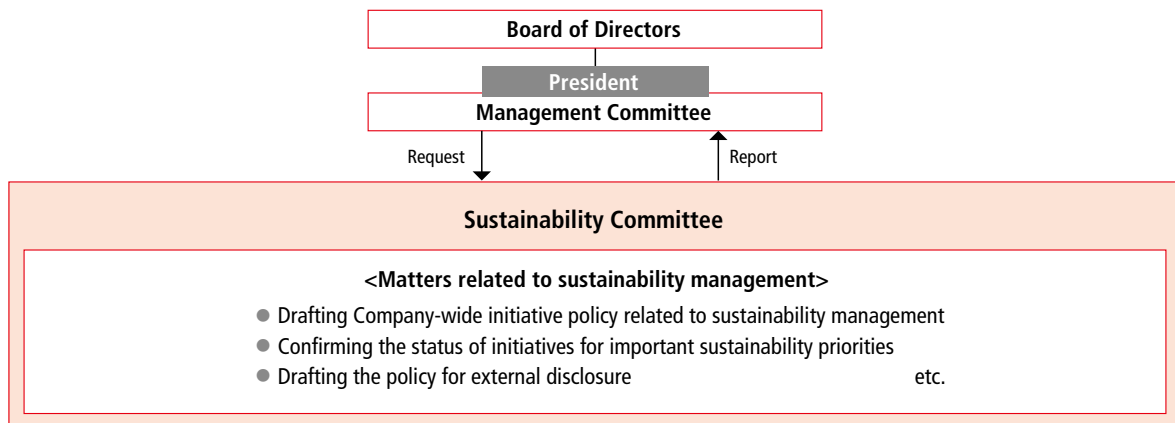 Board of Directors
President
Management Committee
Request
Report
Sustainability Committee
<Matters related to sustainability management>
● Drafting Company-wide initiative policy related to sustainability management
● Confirming the status of initiatives for important sustainability priorities
● Drafting the policy for external disclosure etc.